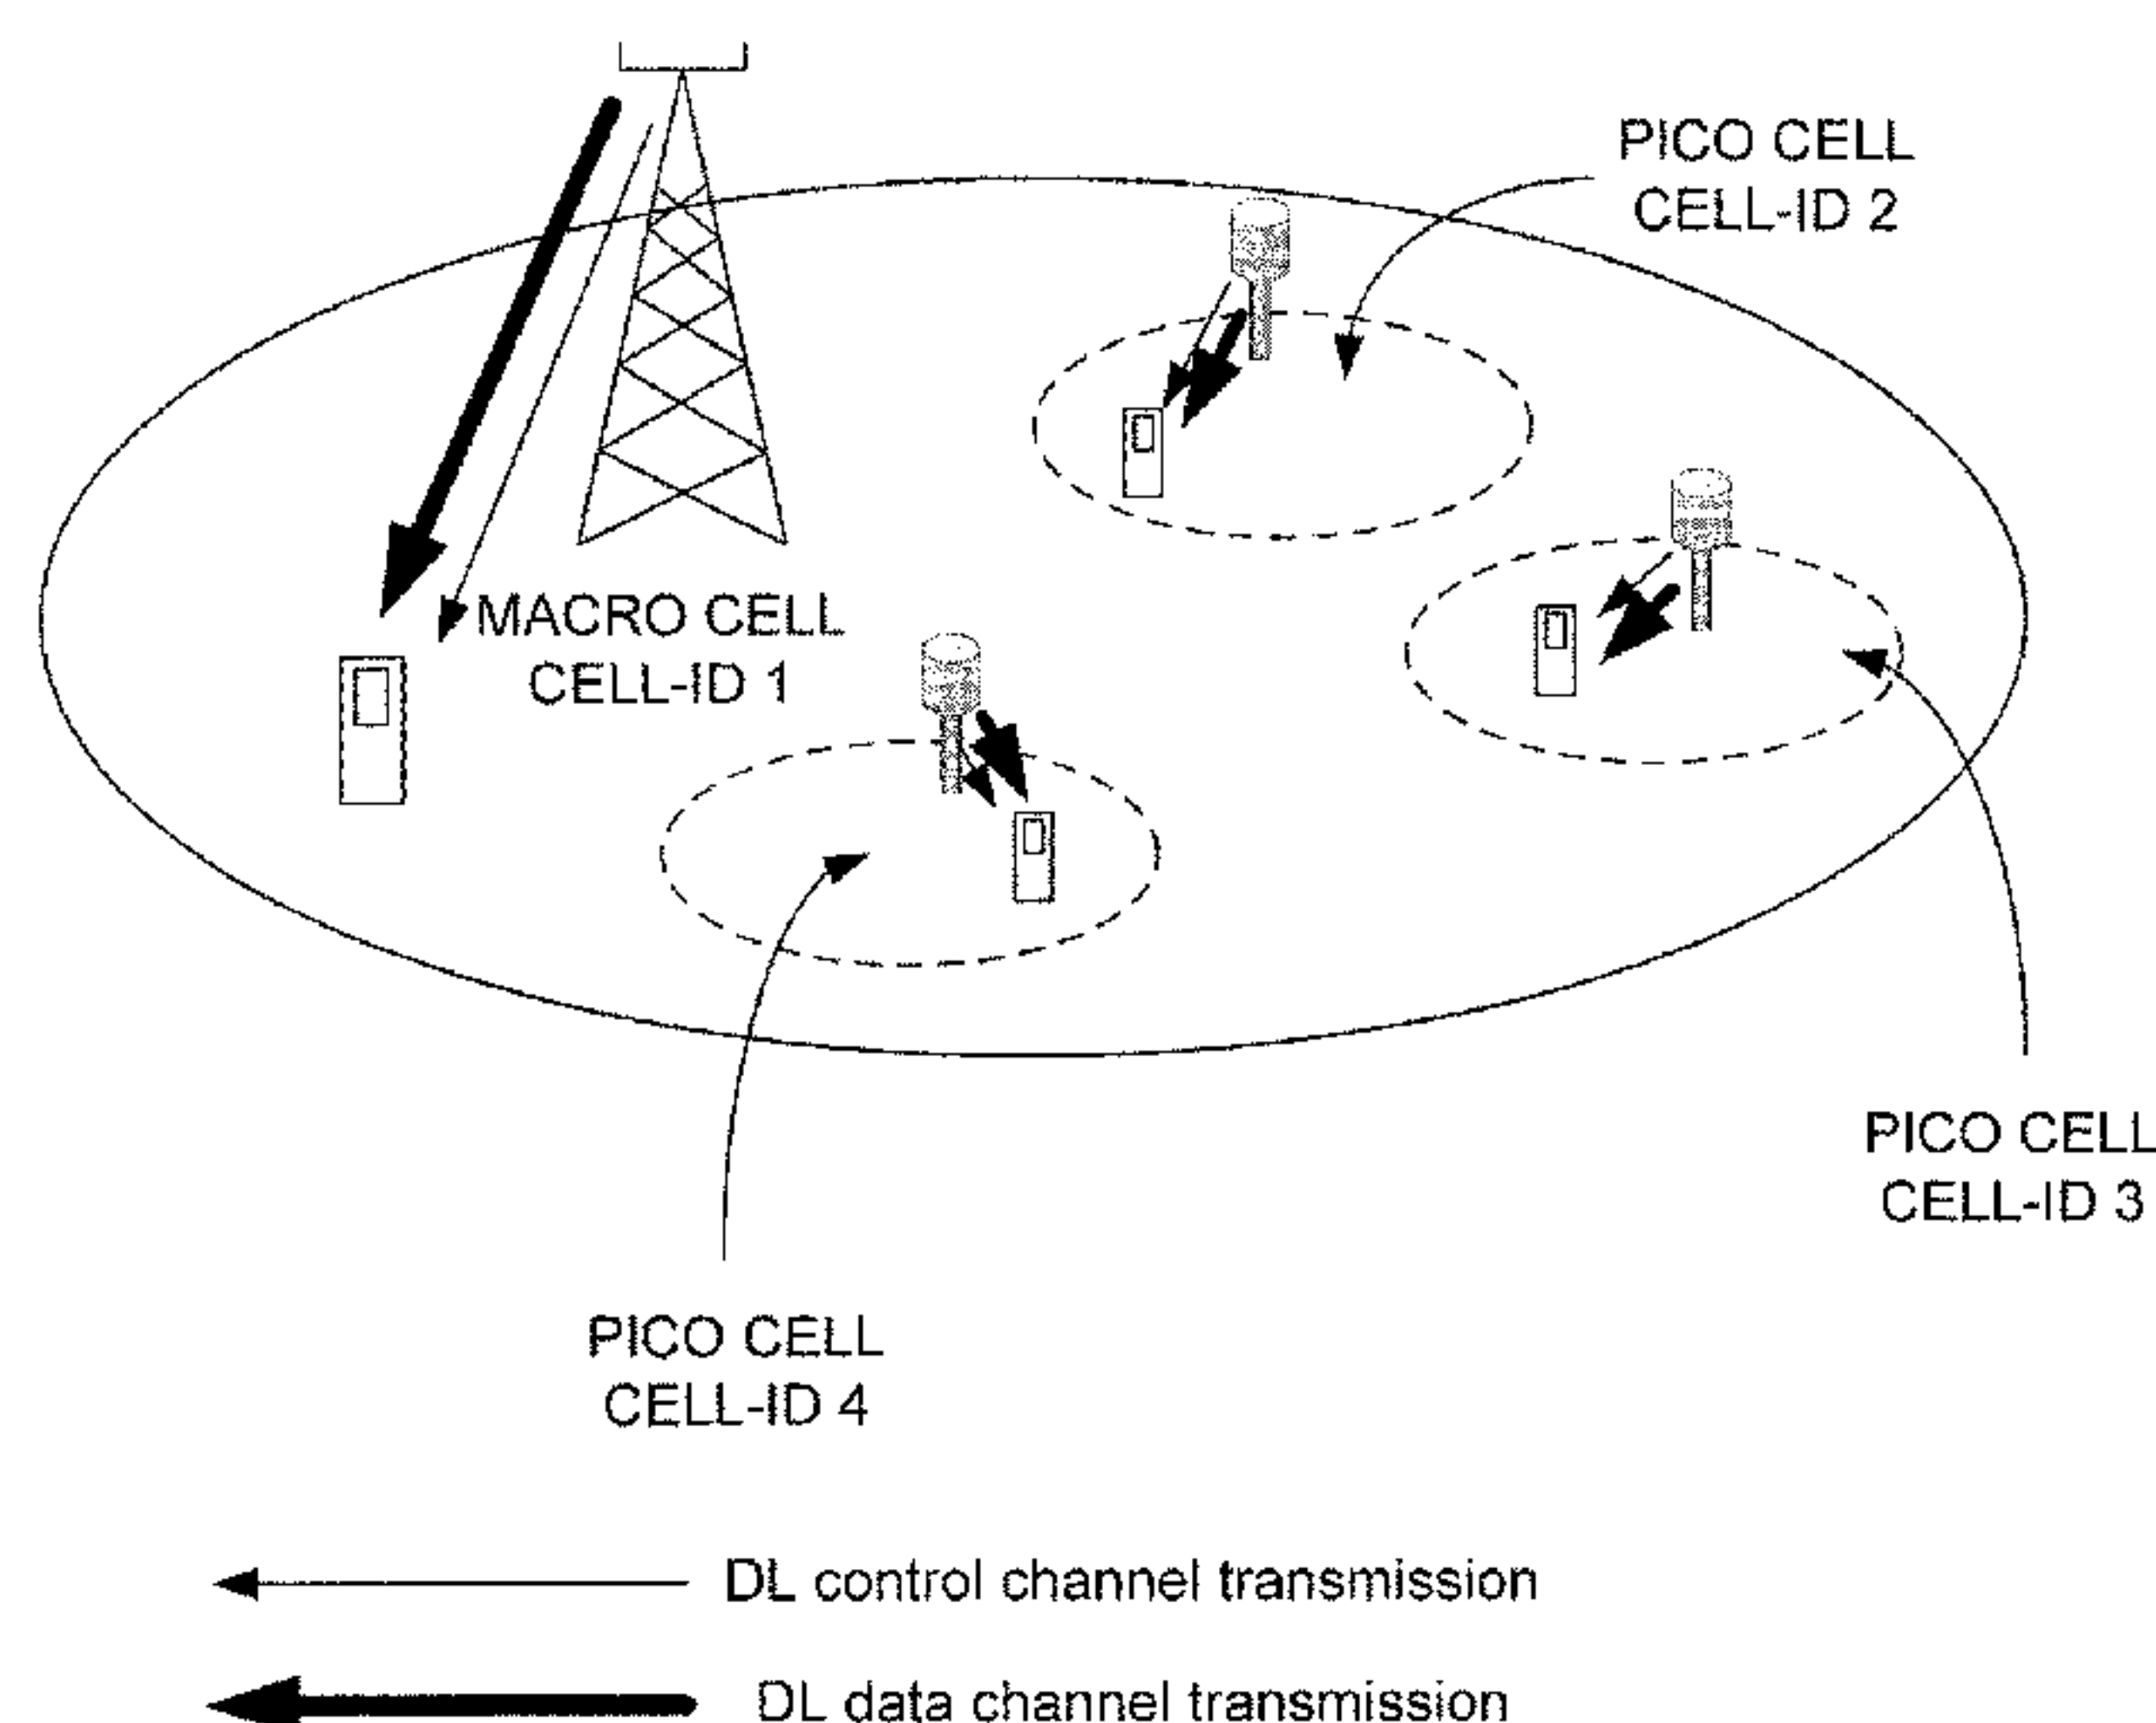 PICO CELL
CELL-ID 2
MACRO CELL
CELL-ID 1
PICO CELL
CELL-ID 3
PICO CELL
CELL-ID 4
DL control channel transmission
DL data channel transmission